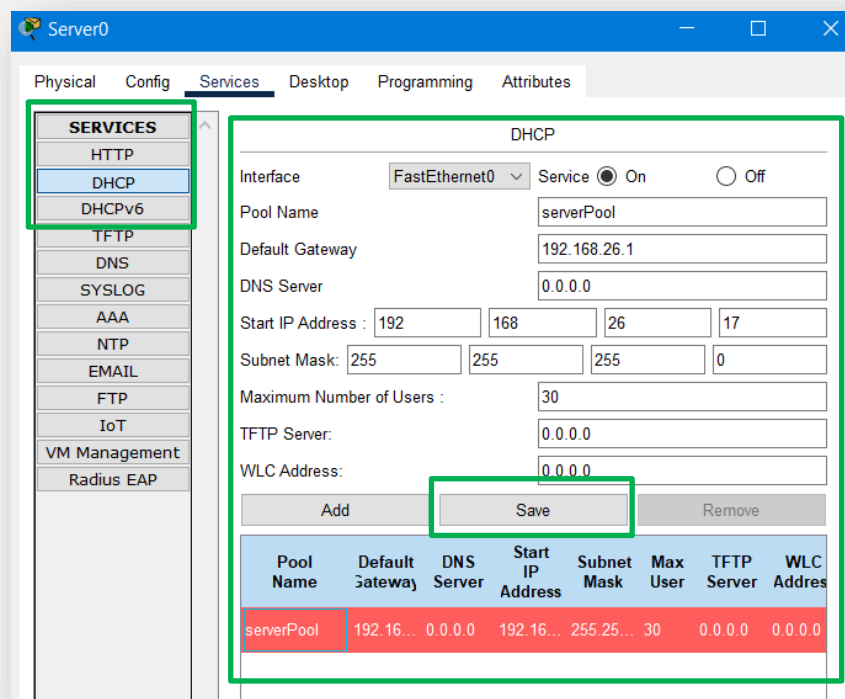 Server0
Physical Config Services Desktop Programming Attributes
SERVICES
HTTP
DHCP
DHCPv6
TFTP
DNS
SYSLOG
AAA
NTP
EMAIL
FTP
IoT
VM Management
Radius EAP
DHCP
Interface FastEthernet0 Service On Off
Pool Name serverPool
Default Gateway 192.168.26.1
DNS Server 0.0.0.0
Start IP Address : 192 168 26 17
Subnet Mask: 255 255 255 0
Maximum Number of Users : 30
TFTP Server: 0.0.0.0
WLC Address: 0.0.0.0
Add Save Remove
Pool Name Default Gateway DNS Server Start IP Address Subnet Mask Max User TFTP Server WLC Addres
serverPool 192.16... 0.0.0.0 192.16... 255.25... 30 0.0.0.0 0.0.0.0